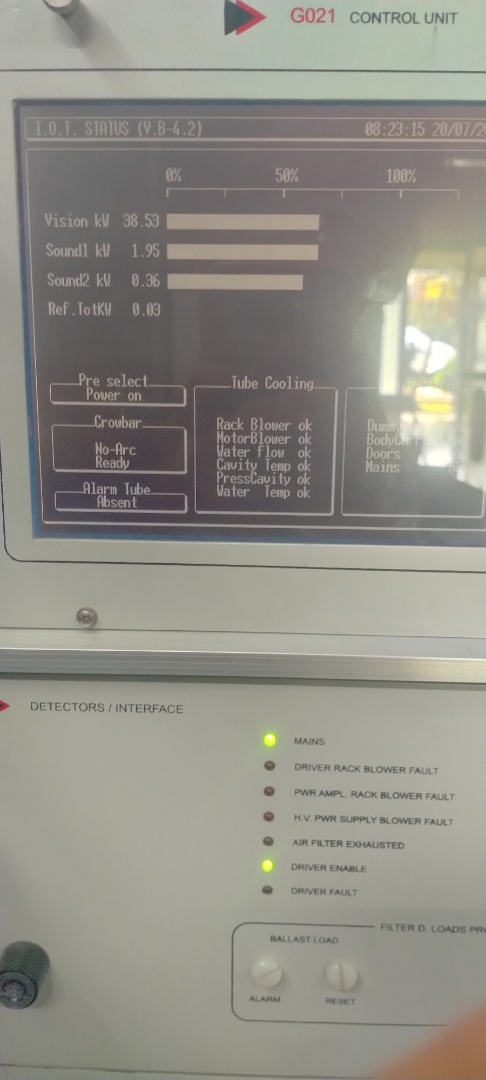 G021 CONTROL UNIT
I.O.T. STATUS (V.B-4.2) 08:23:15 20/07/2
0% 50% 100%
Vision kW 38.53
Sound1 kW 1.95
Sound2 kW 0.36
Ref.TotKW 0.03
Pre select
Power on
Crowbar
No-Arc
Ready
Alarm Tube
Absent
Tube Cooling
Rack Blower ok
MotorBlower ok
Water flow ok
Cavity Temp ok
PressCavity ok
Water Temp ok
Doors
Mains
DETECTORS / INTERFACE
MAINS
DRIVER RACK BLOWER FAULT
PWR AMPL. RACK BLOWER FAULT
H.V. PWR SUPPLY BLOWER FAULT
AIR FILTER EXHAUSTED
DRIVER ENABLE
DRIVER FAULT
FILTER D. LOADS PRO
BALLAST LOAD
ALARM RESET